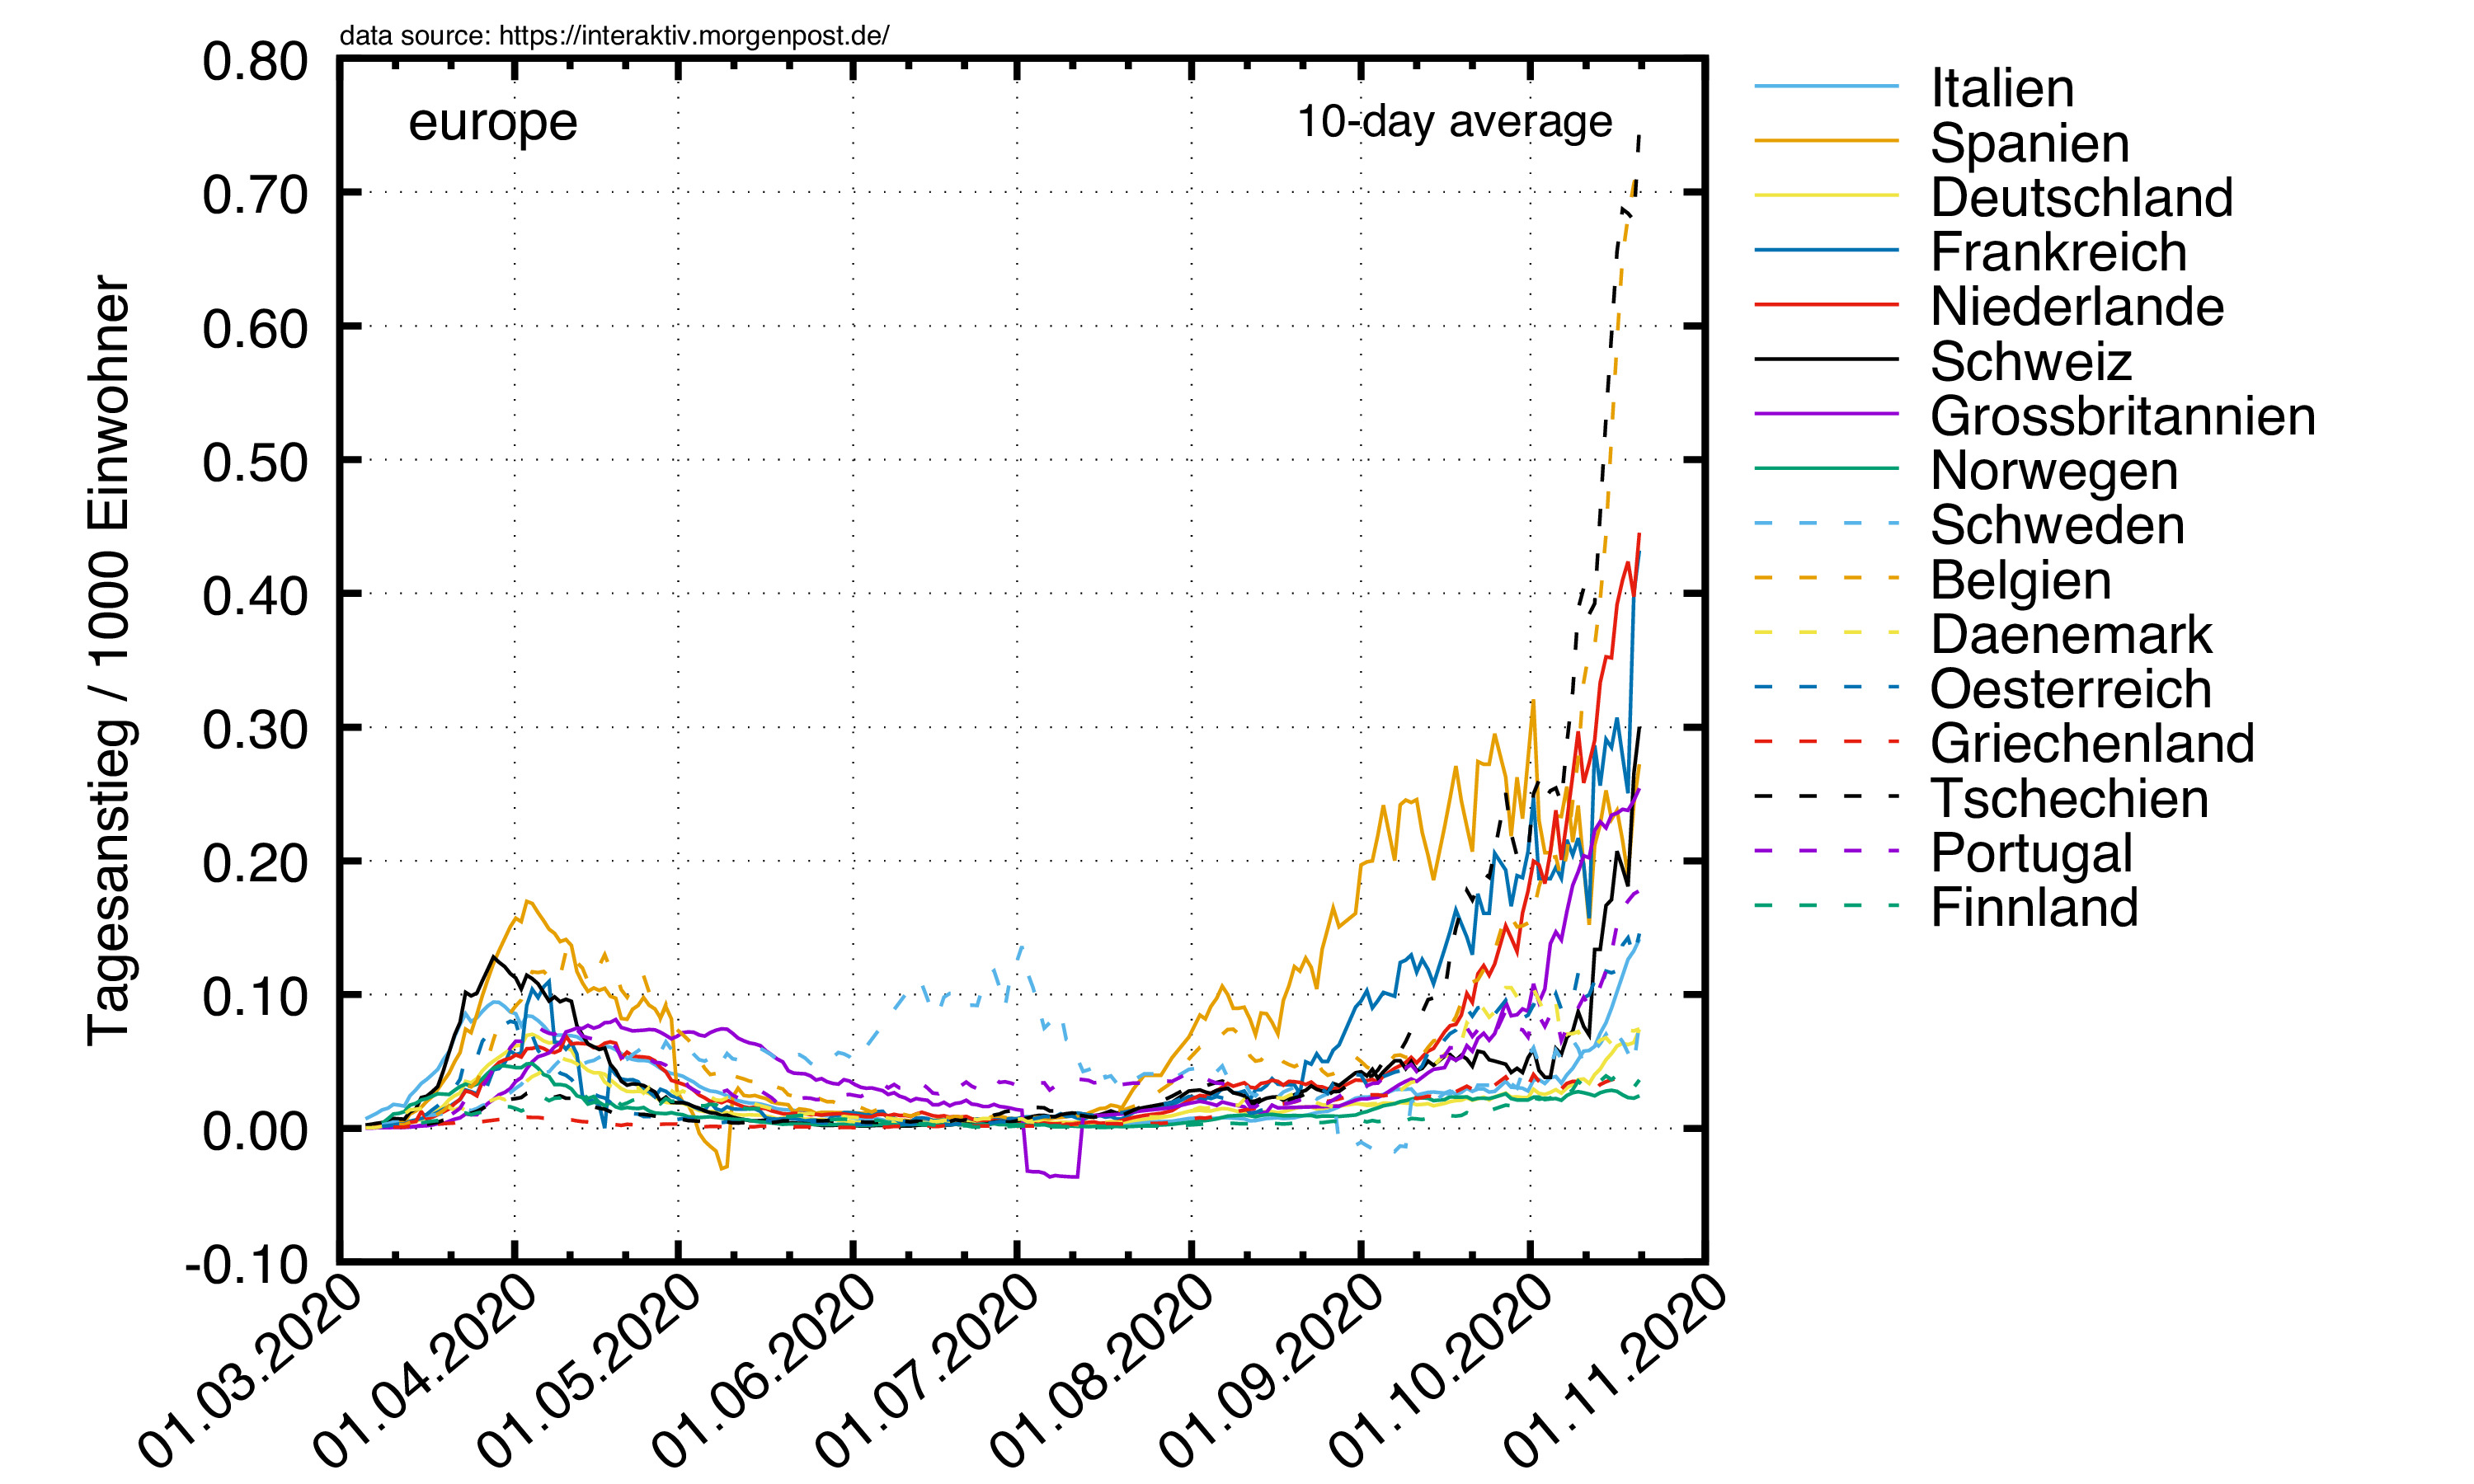 data source: https://interaktiv.morgenpost.de/
europe
10-day average
Tagesanstieg / 1000 Einwohner
0.80
0.70
0.60
0.50
0.40
0.30
0.20
0.10
0.00
-0.10
01.03.2020
01.04.2020
01.05.2020
01.06.2020
01.07.2020
01.08.2020
01.09.2020
01.10.2020
01.11.2020
Italien
Spanien
Deutschland
Frankreich
Niederlande
Schweiz
Grossbritannien
Norwegen
Schweden
Belgien
Daenemark
Oesterreich
Griechenland
Tschechien
Portugal
Finnland